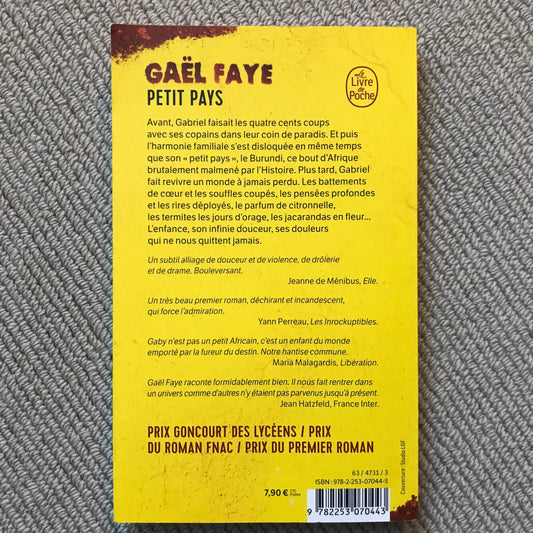 GAËL FAYE
PETIT PAYS
Le
Livre
de
Poche
Avant, Gabriel faisait les quatre cents coups
avec ses copains dans leur coin de paradis. Et puis
l'harmonie familiale s'est disloquée en même temps
que son « petit pays », le Burundi, ce bout d'Afrique
brutalement malmené par l'Histoire. Plus tard, Gabriel
fait revivre un monde à jamais perdu. Les battements
de cœur et les souffles coupés, les pensées profondes
et les rires déployés, le parfum de citronnelle,
les termites les jours d'orage, les jacarandas en fleur...
L'enfance, son infinie douceur, ses douleurs
qui ne nous quittent jamais.
Un subtil alliage de douceur et de violence, de drôlerie
et de drame. Bouleversant.
Jeanne de Ménibus, Elle.
Un très beau premier roman, déchirant et incandescent,
qui force l'admiration.
Yann Perreau, Les Inrockuptibles.
Gaby n'est pas un petit Africain, c'est un enfant du monde
emporté par la fureur du destin. Notre hantise commune.
Maria Malagardis, Libération.
Gaël Faye raconte formidablement bien. Il nous fait rentrer dans
un univers comme d'autres n'y étaient pas parvenus jusqu'à présent.
Jean Hatzfeld, France Inter.
PRIX GONCOURT DES LYCÉENS / PRIX
DU ROMAN FNAC / PRIX DU PREMIER ROMAN
63 / 4731 / 3
ISBN : 978-2-253-07044-3
7,90 € France
9 782253 070443
Couverture : Studio LGF.